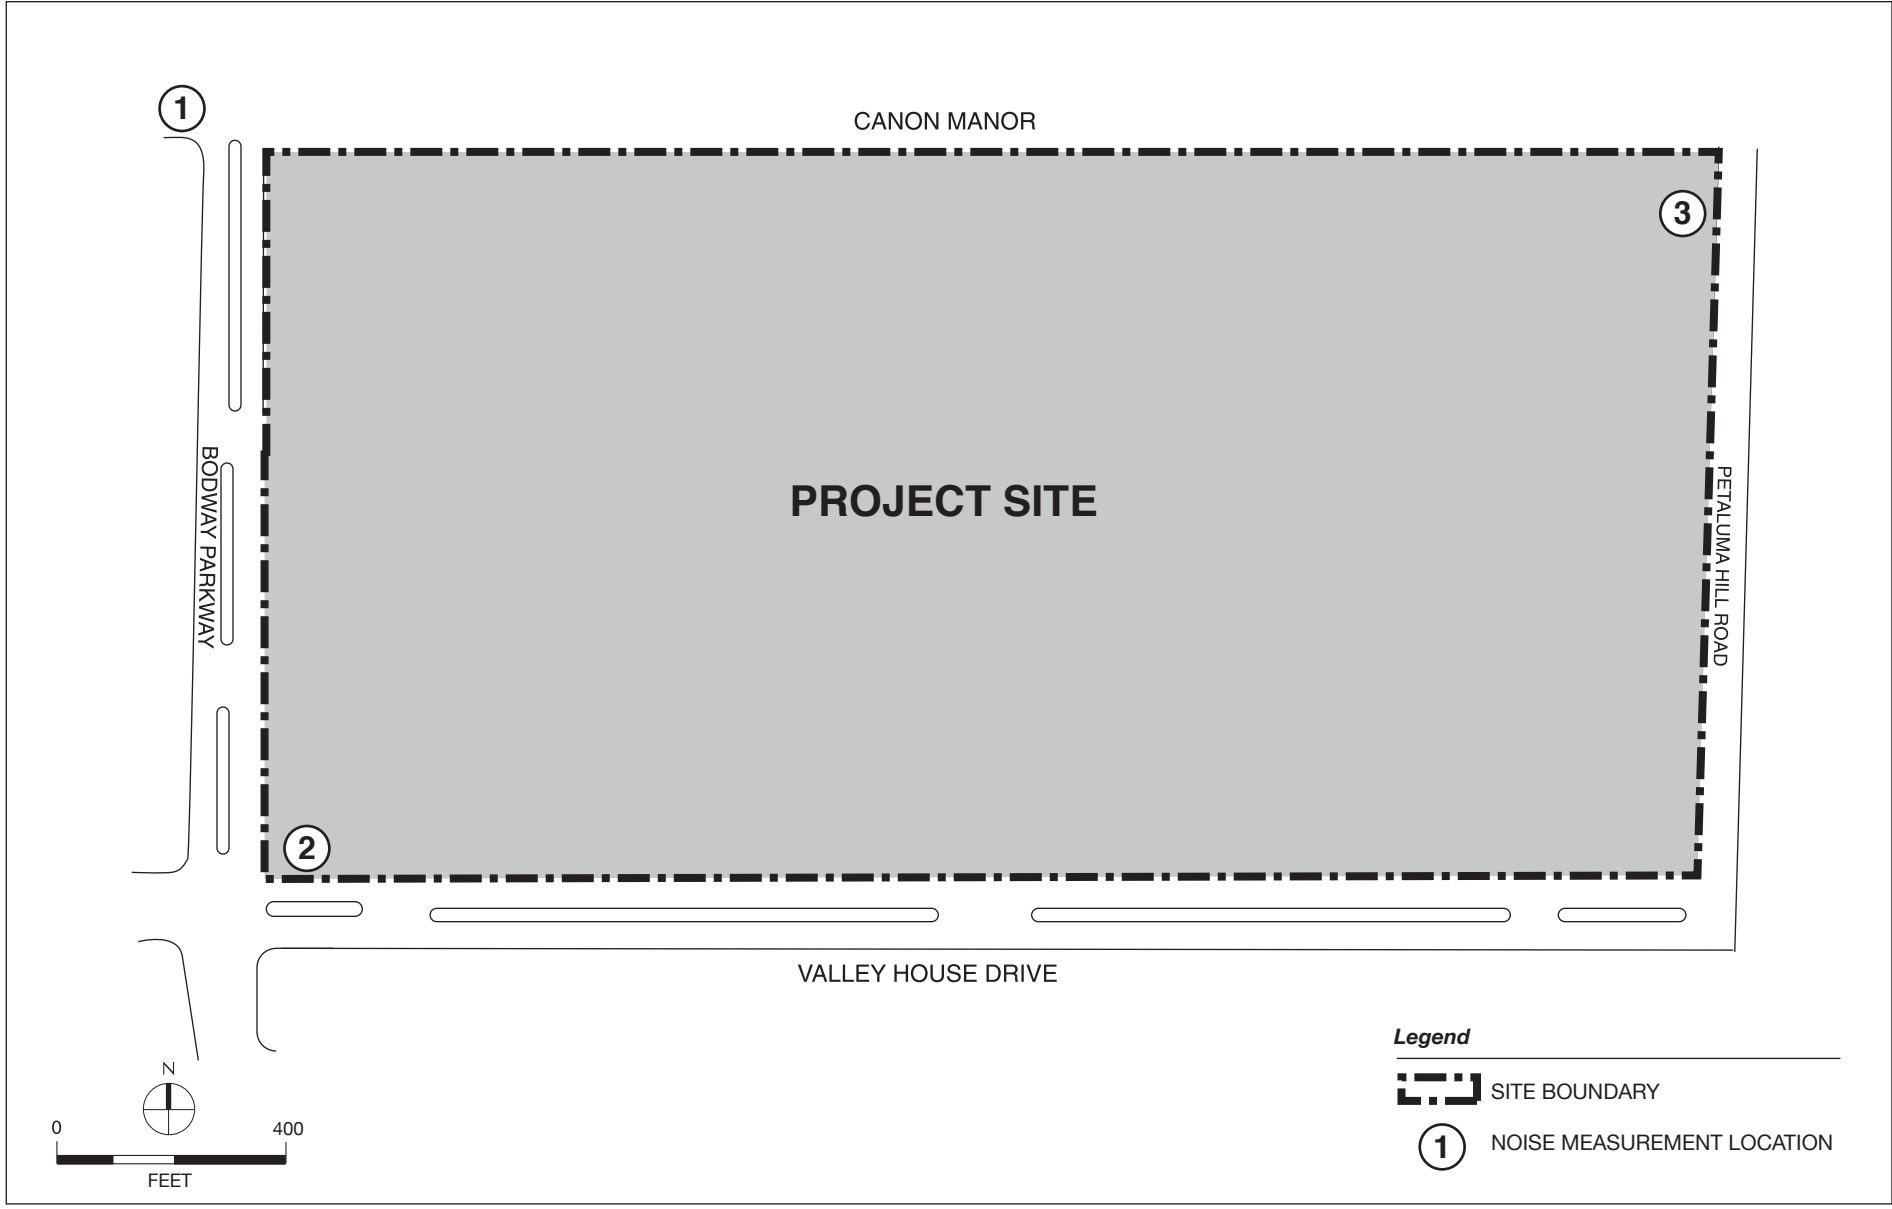 1
CANON MANOR
3
BODWAY PARKWAY
PROJECT SITE
PETALUMA HILL ROAD
2
VALLEY HOUSE DRIVE
Legend
SITE BOUNDARY
1 NOISE MEASUREMENT LOCATION
N
0 400
FEET